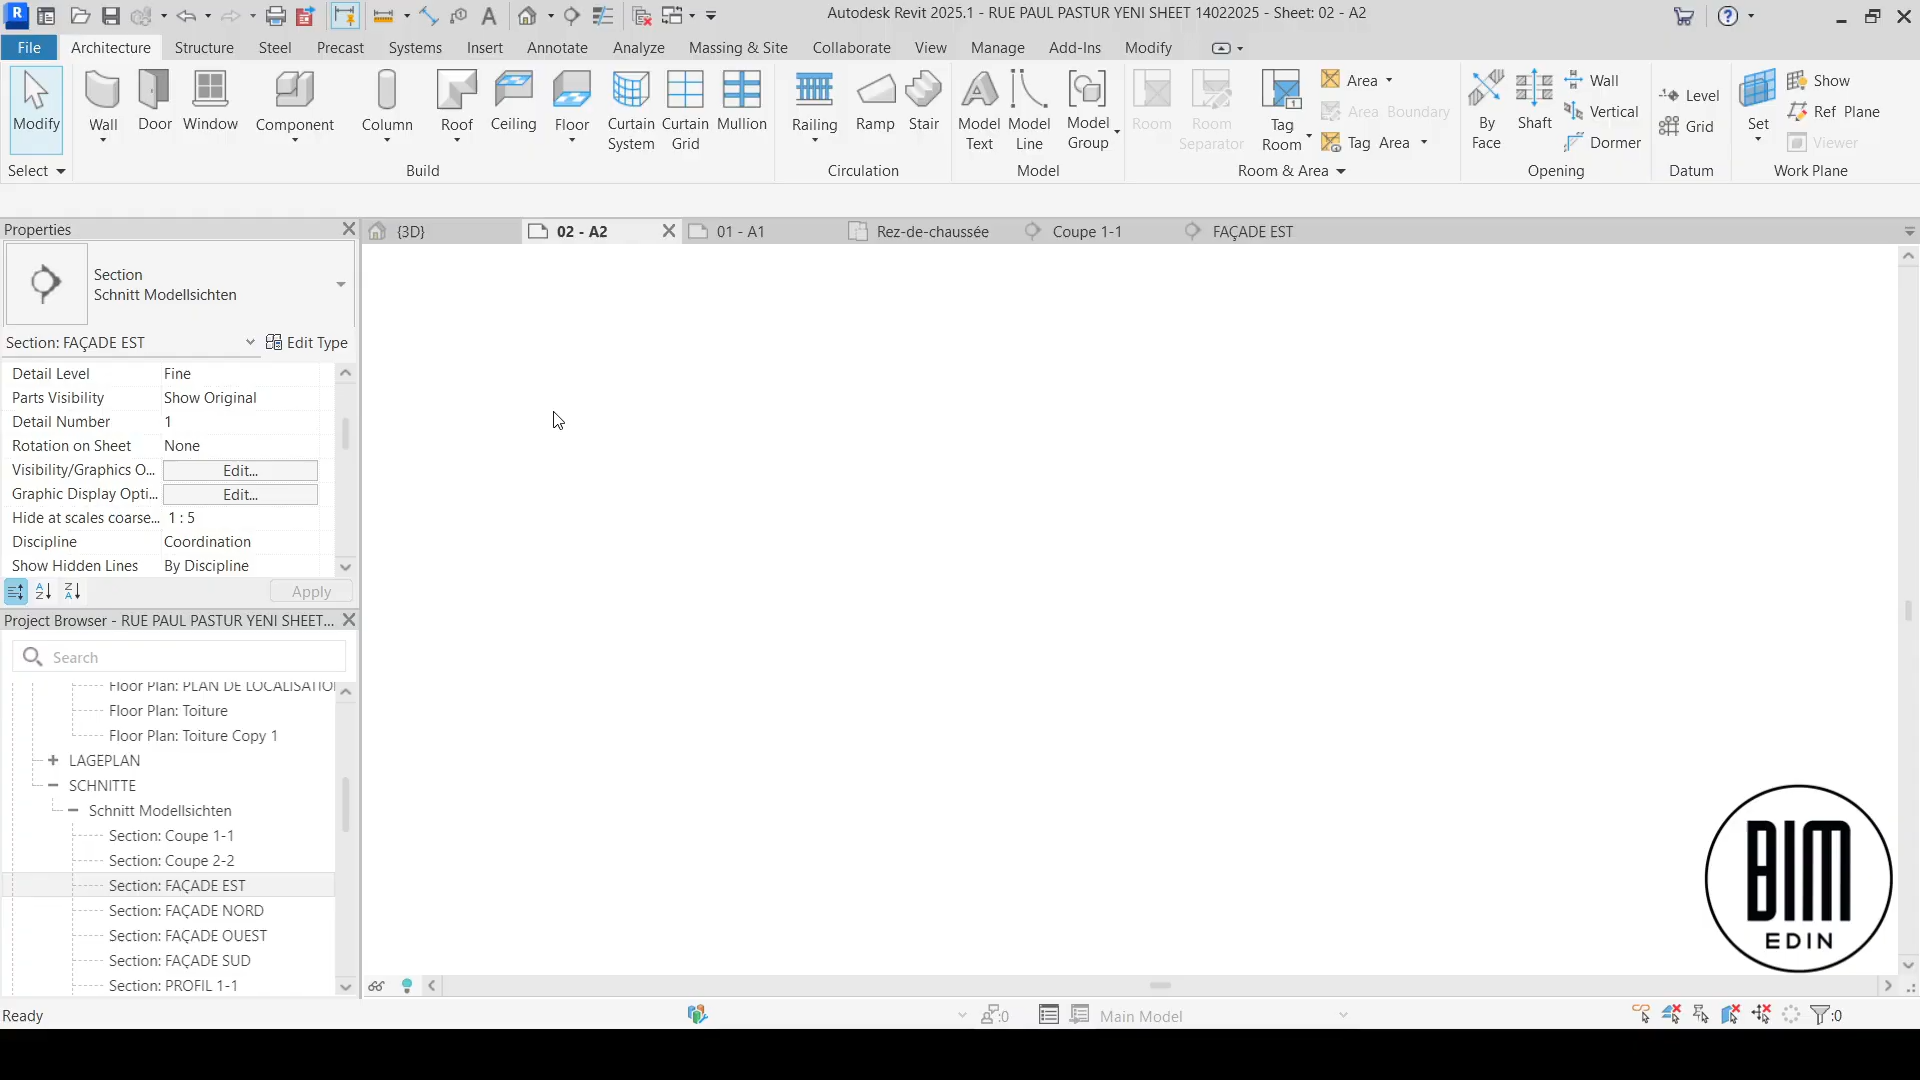 Autodesk Revit 2025.1 - RUE PAUL PASTUR YENI SHEET 14022025 - Sheet: 02 - A2
File Architecture Structure Steel Precast Systems Insert Annotate Analyze Massing & Site Collaborate View Manage Add-Ins Modify
Modify
Wall
Door
Window
Component
Column
Roof
Ceiling
Floor
Curtain System
Curtain Grid
Mullion
Railing
Ramp
Stair
Model Text
Model Line
Model Group
Room
Room Separator
Tag Room
Area
Area Boundary
Tag Area
By Face
Shaft
Wall
Vertical
Dormer
Level
Grid
Set
Show
Ref Plane
Viewer
Select Build Circulation Model Room & Area Opening Datum Work Plane
Properties
{3D} 02 - A2 01 - A1 Rez-de-chaussée Coupe 1-1 FAÇADE EST
Section
Schnitt Modellsichten
Section: FAÇADE EST Edit Type
Detail Level Fine
Parts Visibility Show Original
Detail Number 1
Rotation on Sheet None
Visibility/Graphics O... Edit...
Graphic Display Opti... Edit...
Hide at scales coarse... 1 : 5
Discipline Coordination
Show Hidden Lines By Discipline
Apply
Project Browser - RUE PAUL PASTUR YENI SHEET...
Search
Floor Plan: PLAN DE LOCALISATIO
Floor Plan: Toiture
Floor Plan: Toiture Copy 1
LAGEPLAN
SCHNITTE
Schnitt Modellsichten
Section: Coupe 1-1
Section: Coupe 2-2
Section: FAÇADE EST
Section: FAÇADE NORD
Section: FAÇADE OUEST
Section: FAÇADE SUD
Section: PROFIL 1-1
BIM
EDIN
Ready :0 Main Model :0